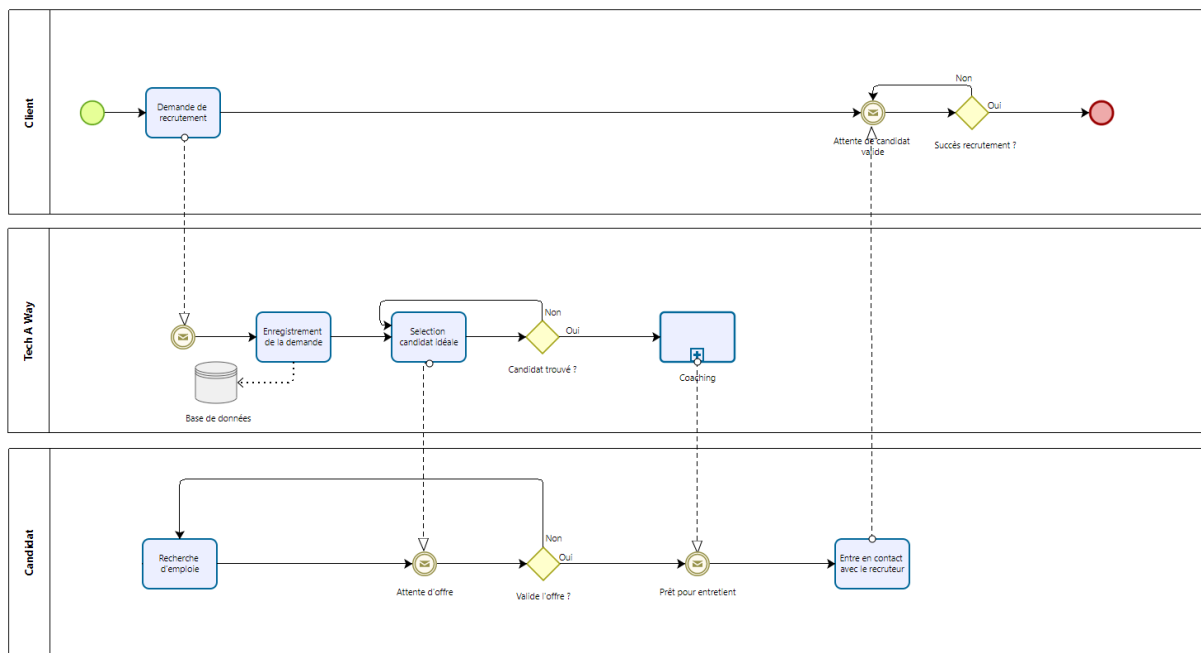 Client
Demande de
recrutement
Non
Oui
Attente de candidat
valide
Succès recrutement ?
Tech A Way
Enregistrement
de la demande
Base de données
Selection
candidat idéale
Non
Oui
Candidat trouvé ?
Coaching
Candidat
Recherche
d'emploie
Attente d'offre
Non
Oui
Valide l'offre ?
Prêt pour entretient
Entre en contact
avec le recruteur